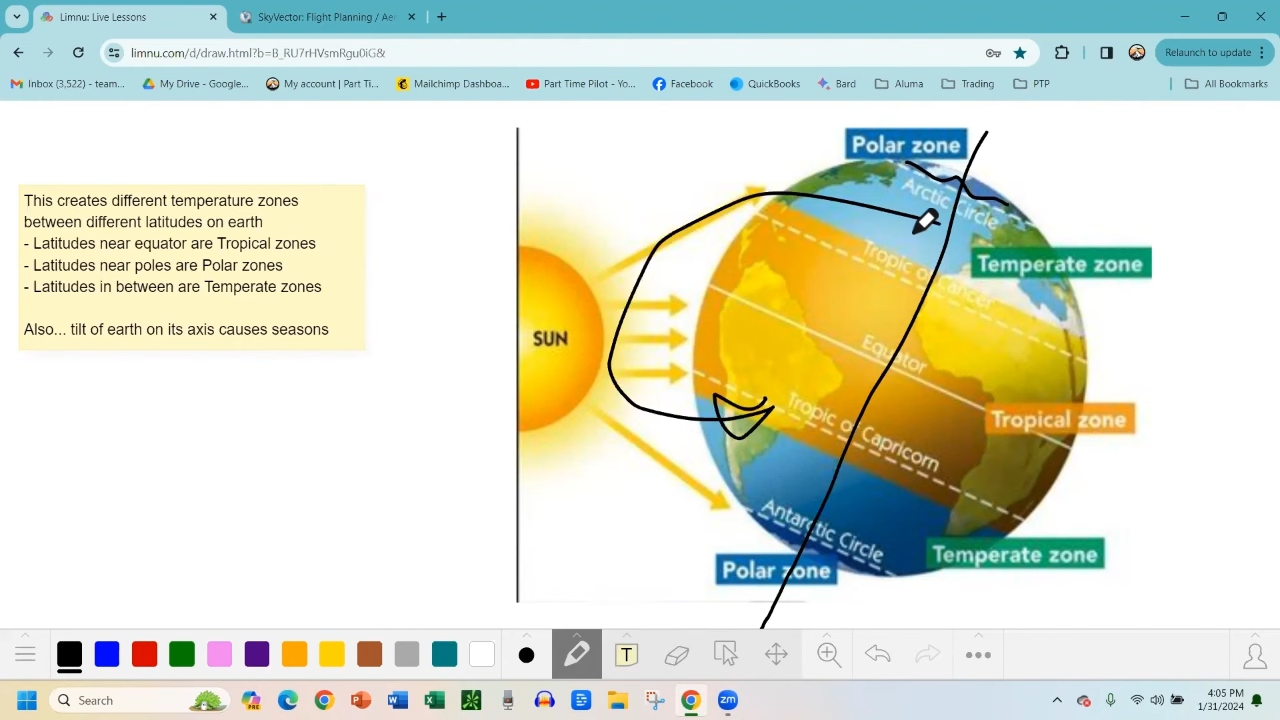 Limnu: Live Lessons
SkyVector: Flight Planning / Aer
limnu.com/d/draw.html?b=B_RU7rHVsmRgu0iG&
Relaunch to update
Inbox (3,522) - team...
My Drive - Google...
My account | Part Ti...
Mailchimp Dashboa...
Part Time Pilot - Yo...
Facebook
QuickBooks
Bard
Aluma
Trading
PTP
All Bookmarks
This creates different temperature zones
between different latitudes on earth
- Latitudes near equator are Tropical zones
- Latitudes near poles are Polar zones
- Latitudes in between are Temperate zones
Also... tilt of earth on its axis causes seasons
Polar zone
Arctic Circle
Temperate zone
Tropic of Cancer
SUN
Equator
Tropical zone
Tropic of Capricorn
Antarctic Circle
Temperate zone
Polar zone
T
Search
PRE
zm
4:05 PM
1/31/2024